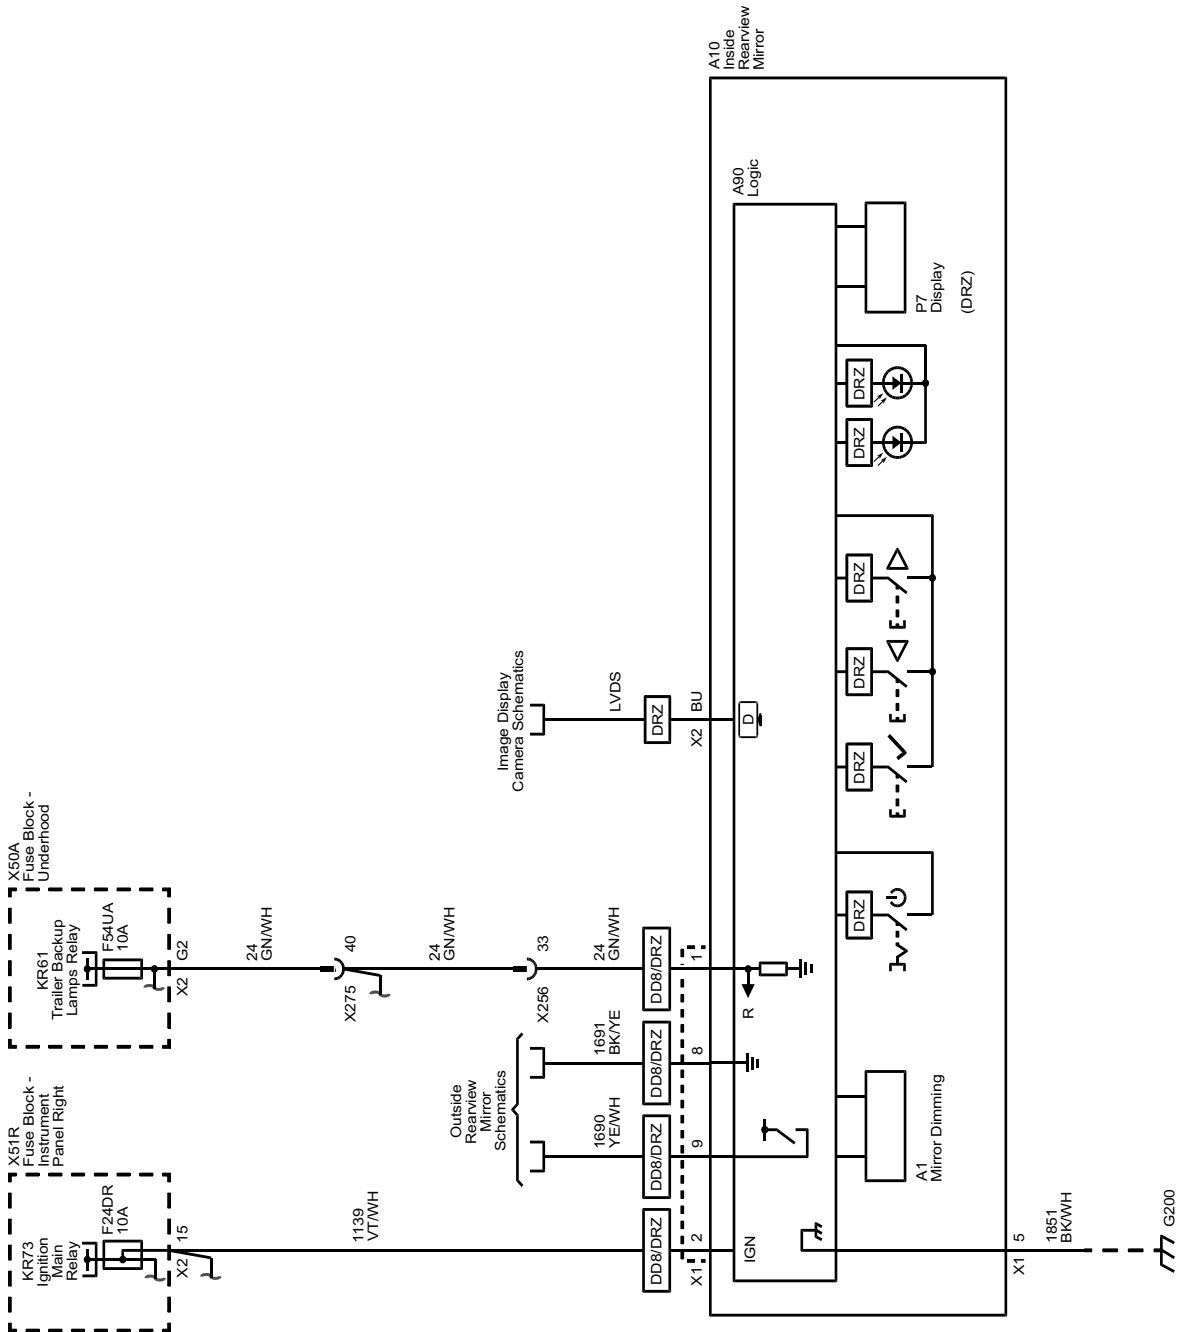 X51R
Fuse Block -
Instrument
Panel Right
KR73
Ignition
Main
Relay
F24DR
10A
X2
15
1139
VT/WH
DD8/DRZ
X1
2
IGN
X50A
Fuse Block -
Underhood
KR61
Trailer Backup
Lamps Relay
F54UA
10A
X2
G2
24
GN/WH
X275
40
24
GN/WH
X256
33
24
GN/WH
DD8/DRZ
1
R
Outside
Rearview
Mirror
Schematics
1690
YE/WH
DD8/DRZ
9
1691
BK/YE
DD8/DRZ
8
Image Display
Camera Schematics
LVDS
DRZ
X2
BU
D
A10
Inside
Rearview
Mirror
A90
Logic
A1
Mirror Dimming
DRZ
DRZ
DRZ
DRZ
DRZ
DRZ
P7
Display
(DRZ)
X1
5
1851
BK/WH
G200